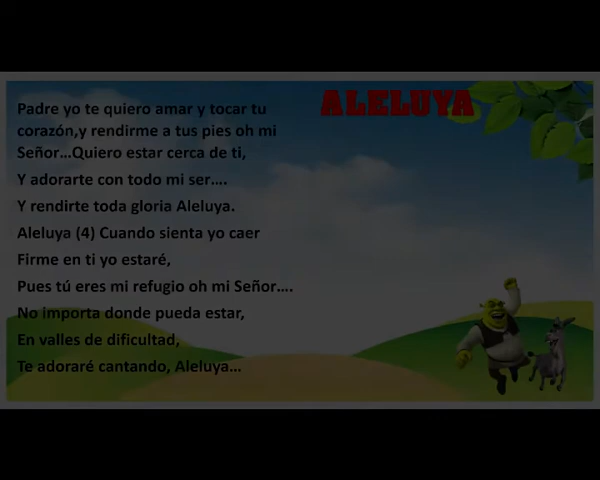 ALELUYA
Padre yo te quiero amar y tocar tu
corazón,y rendirme a tus pies oh mi
Señor...Quiero estar cerca de ti,
Y adorarte con todo mi ser....
Y rendirte toda gloria Aleluya.
Aleluya (4) Cuando sienta yo caer
Firme en ti yo estaré,
Pues tú eres mi refugio oh mi Señor....
No importa donde pueda estar,
En valles de dificultad,
Te adoraré cantando, Aleluya...